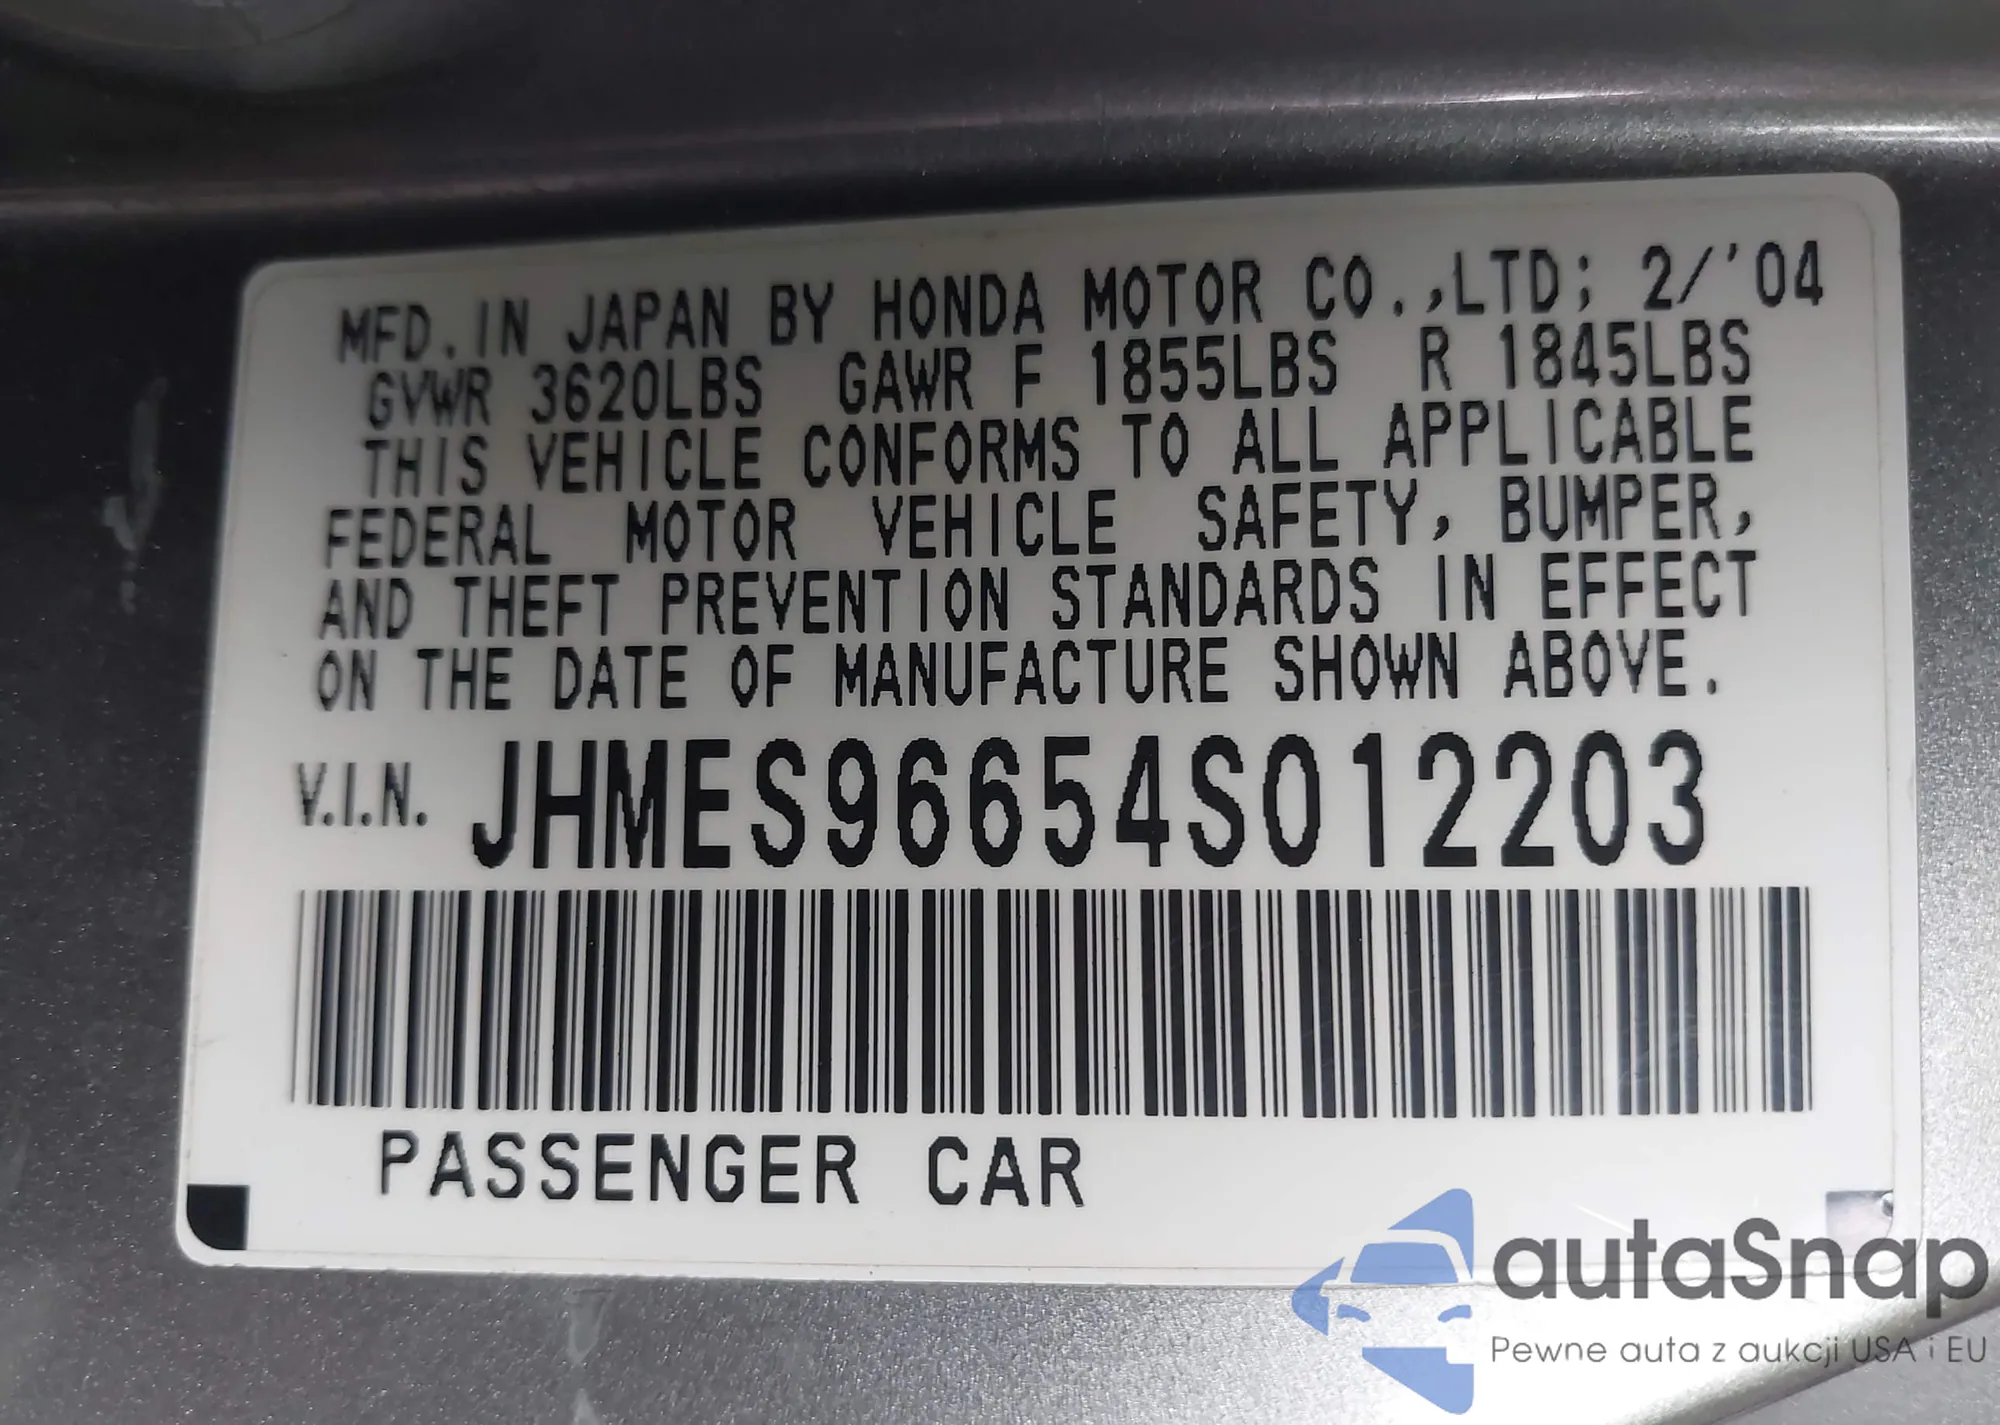 MFD. IN JAPAN BY HONDA MOTOR CO.,LTD; 2/'04
GVWR 3620LBS GAWR F 1855LBS R 1845LBS
THIS VEHICLE CONFORMS TO ALL APPLICABLE
FEDERAL MOTOR VEHICLE SAFETY, BUMPER,
AND THEFT PREVENTION STANDARDS IN EFFECT
ON THE DATE OF MANUFACTURE SHOWN ABOVE.
V.I.N. JHMES96654S012203
PASSENGER CAR
autaSnap
Pewne auta z aukcji USA i EU